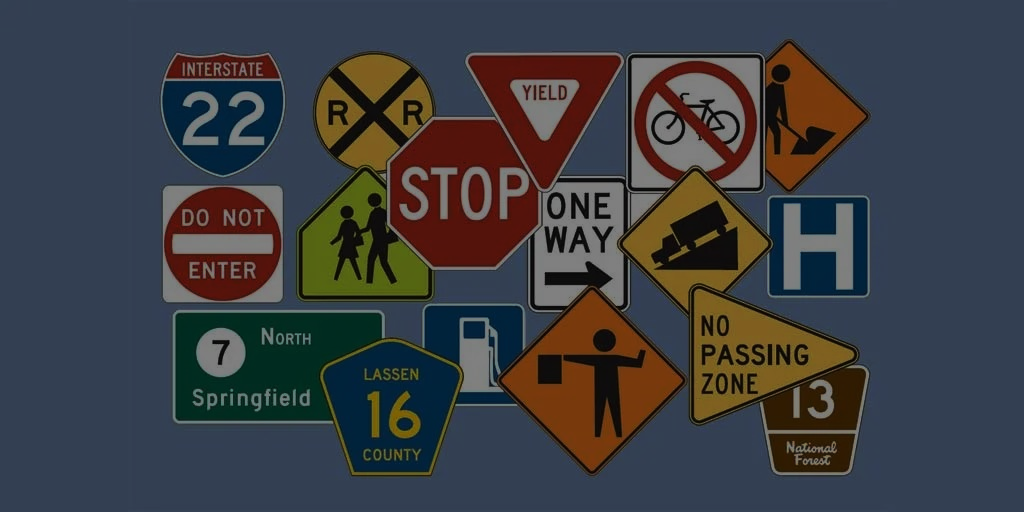 INTERSTATE
22
R R
YIELD
STOP
DO NOT
ENTER
ONE
WAY
H
7 North
Springfield
LASSEN
16
COUNTY
NO
PASSING
ZONE
13
National
Forest